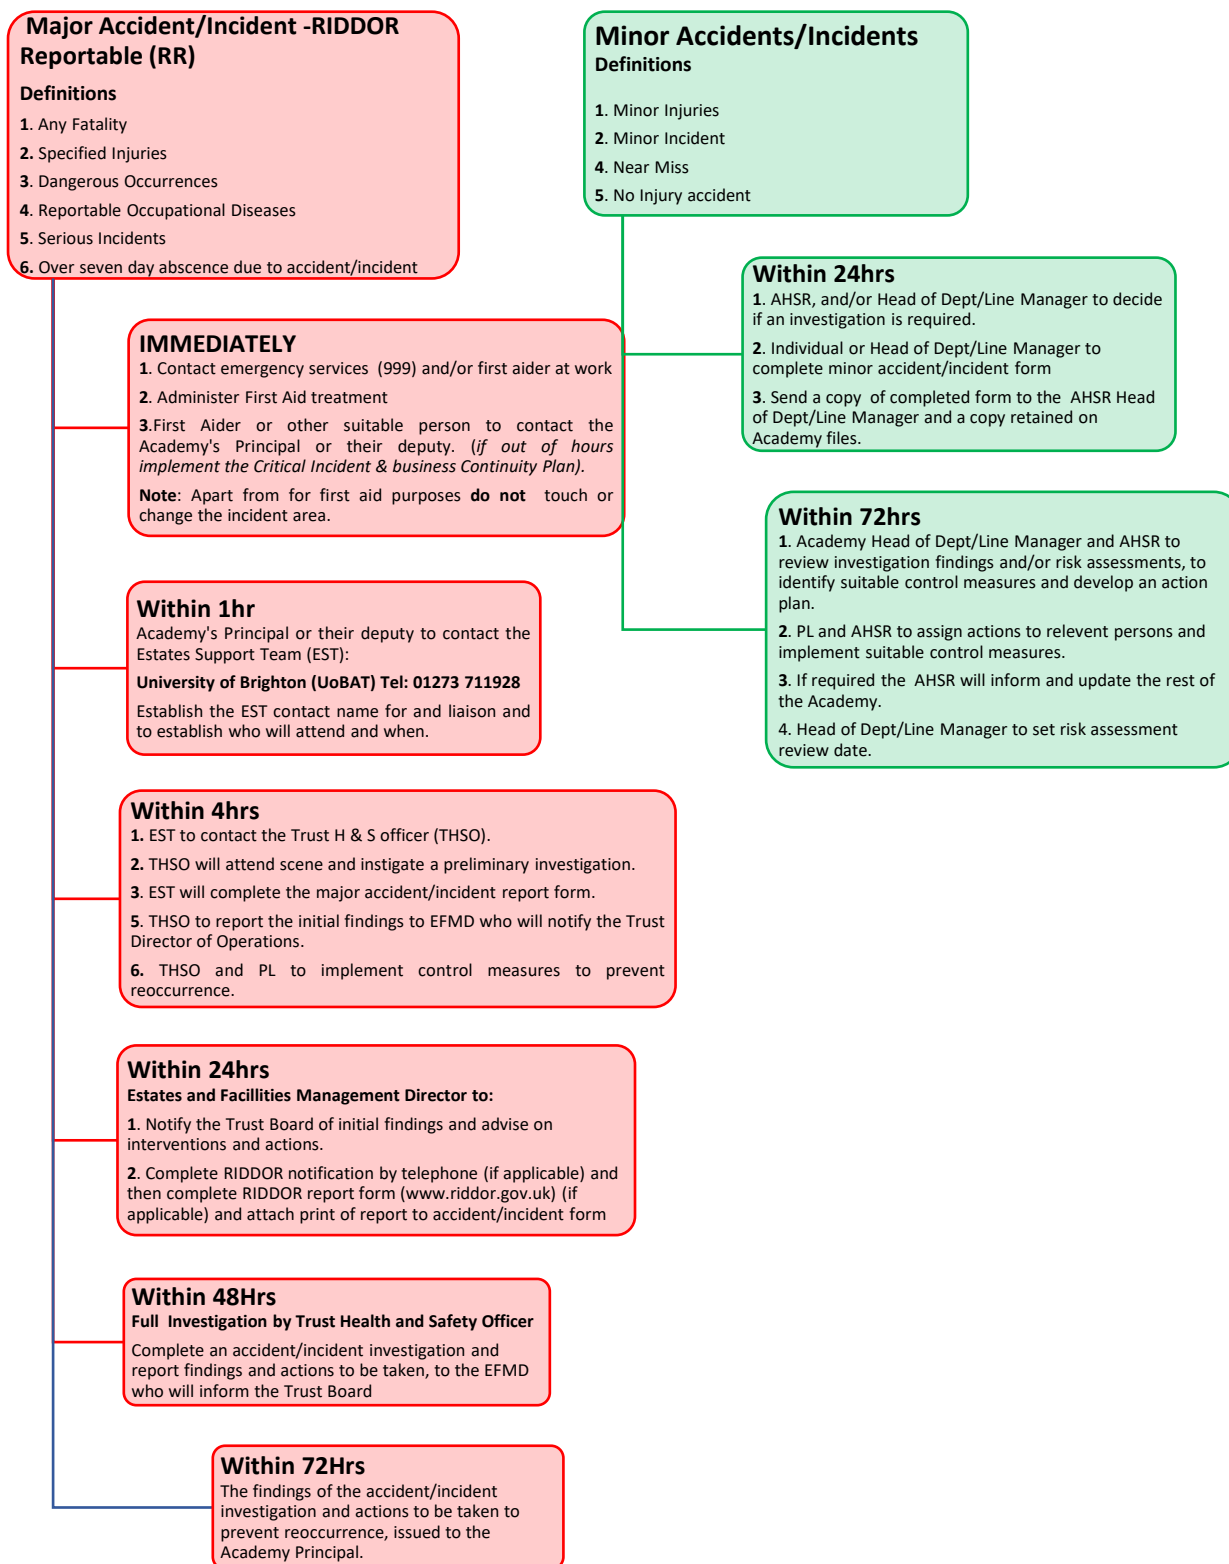 Major Accident/Incident -RIDDOR
Reportable (RR)
Definitions
1. Any Fatality
2. Specified Injuries
3. Dangerous Occurrences
4. Reportable Occupational Diseases
5. Serious Incidents
6. Over seven day abscence due to accident/incident
Minor Accidents/Incidents
Definitions
1. Minor Injuries
2. Minor Incident
4. Near Miss
5. No Injury accident
IMMEDIATELY
1. Contact emergency services (999) and/or first aider at work
2. Administer First Aid treatment
3.First Aider or other suitable person to contact the
Academy's Principal or their deputy. (if out of hours
implement the Critical Incident & business Continuity Plan).
Note: Apart from for first aid purposes do not touch or
change the incident area.
Within 24hrs
1. AHSR, and/or Head of Dept/Line Manager to decide
if an investigation is required.
2. Individual or Head of Dept/Line Manager to
complete minor accident/incident form
3. Send a copy of completed form to the AHSR Head
of Dept/Line Manager and a copy retained on
Academy files.
Within 72hrs
1. Academy Head of Dept/Line Manager and AHSR to
review investigation findings and/or risk assessments, to
identify suitable control measures and develop an action
plan.
2. PL and AHSR to assign actions to relevent persons and
implement suitable control measures.
3. If required the AHSR will inform and update the rest of
the Academy.
4. Head of Dept/Line Manager to set risk assessment
review date.
Within 1hr
Academy's Principal or their deputy to contact the
Estates Support Team (EST):
University of Brighton (UoBAT) Tel: 01273 711928
Establish the EST contact name for and liaison and
to establish who will attend and when.
Within 4hrs
1. EST to contact the Trust H & S officer (THSO).
2. THSO will attend scene and instigate a preliminary investigation.
3. EST will complete the major accident/incident report form.
5. THSO to report the initial findings to EFMD who will notify the Trust
Director of Operations.
6. THSO and PL to implement control measures to prevent
reoccurrence.
Within 24hrs
Estates and Facillities Management Director to:
1. Notify the Trust Board of initial findings and advise on
interventions and actions.
2. Complete RIDDOR notification by telephone (if applicable) and
then complete RIDDOR report form (www.riddor.gov.uk) (if
applicable) and attach print of report to accident/incident form
Within 48Hrs
Full Investigation by Trust Health and Safety Officer
Complete an accident/incident investigation and
report findings and actions to be taken, to the EFMD
who will inform the Trust Board
Within 72Hrs
The findings of the accident/incident
investigation and actions to be taken to
prevent reoccurrence, issued to the
Academy Principal.